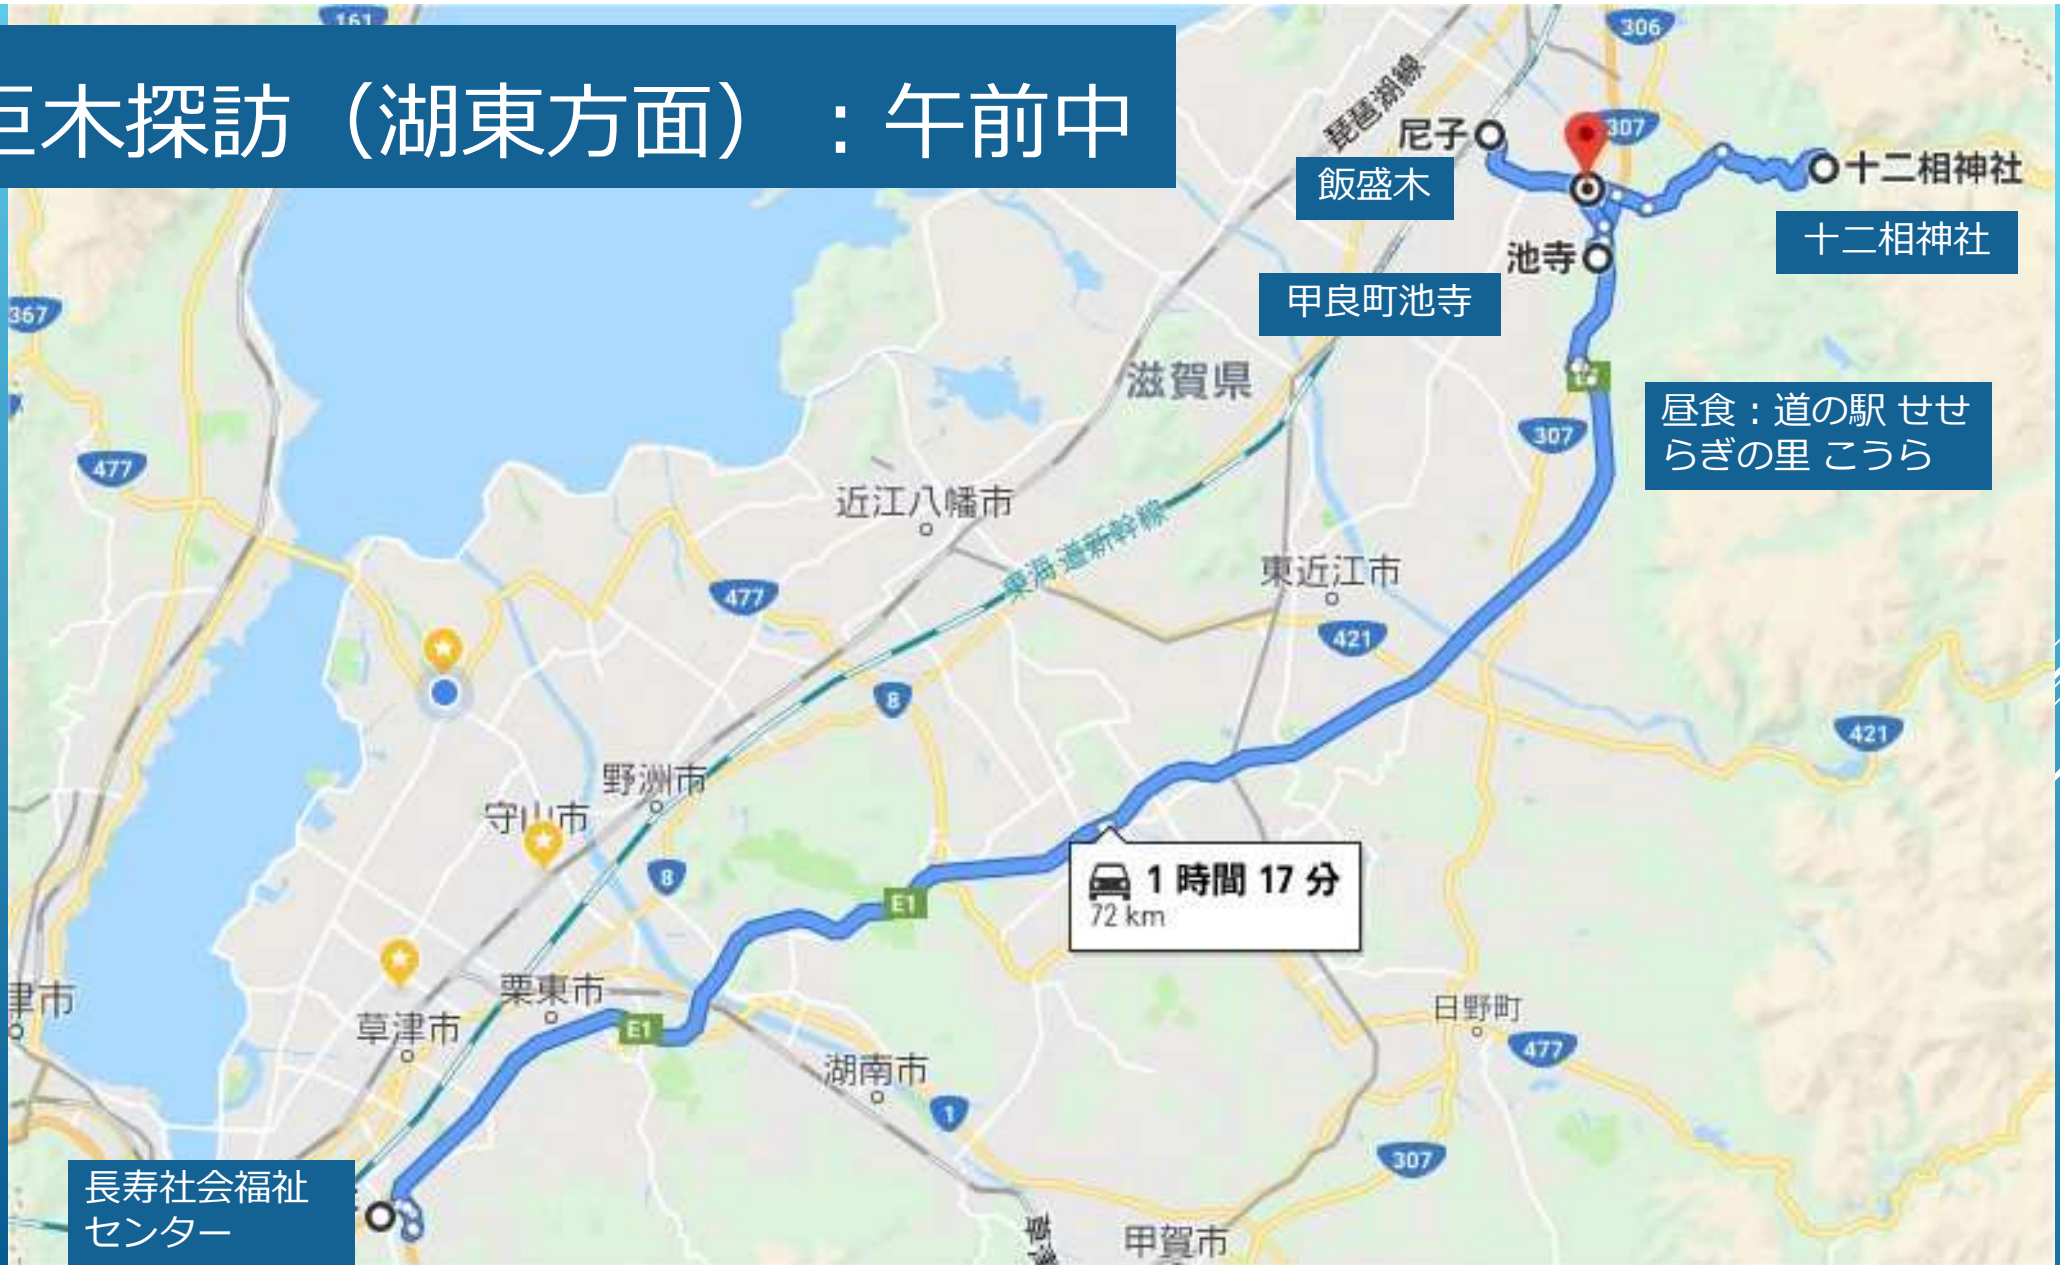 161
巨木探訪（湖東方面）：午前中
306
琵琶湖線
尼子
307
飯盛木
十二相神社
十二相神社
池寺
甲良町池寺
367
滋賀県
昼食：道の駅 せせ
らぎの里 こうら
307
477
近江八幡市
東海道新幹線
東近江市
477
421
8
421
野洲市
守山市
8
1 時間 17 分
72 km
E1
栗東市
津市
草津市
E1
日野町
477
湖南市
1
307
長寿社会福祉
センター
甲賀市